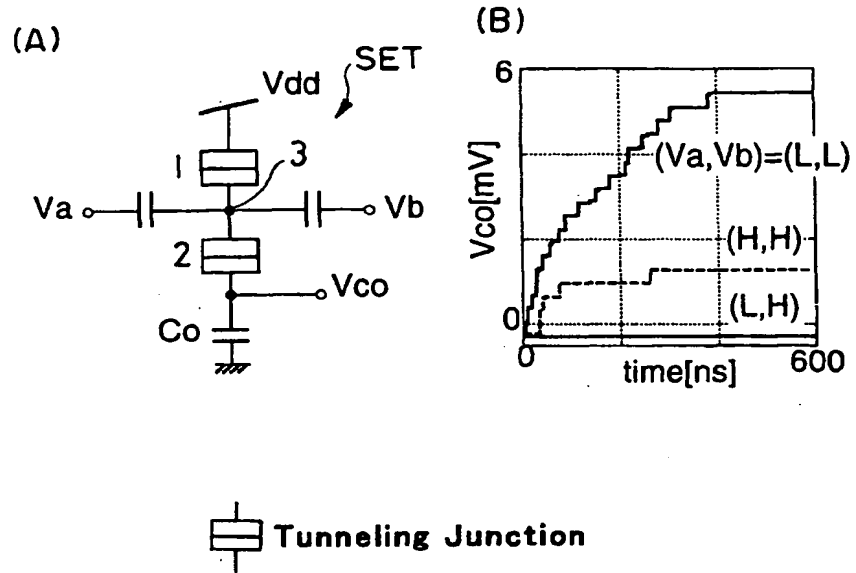 (A)
SET
Vdd
1
3
Va
Vb
2
Vco
Co
(B)
6
Vco[mV]
(Va,Vb)=(L,L)
(H,H)
(L,H)
0
0
600
time[ns]
Tunneling Junction